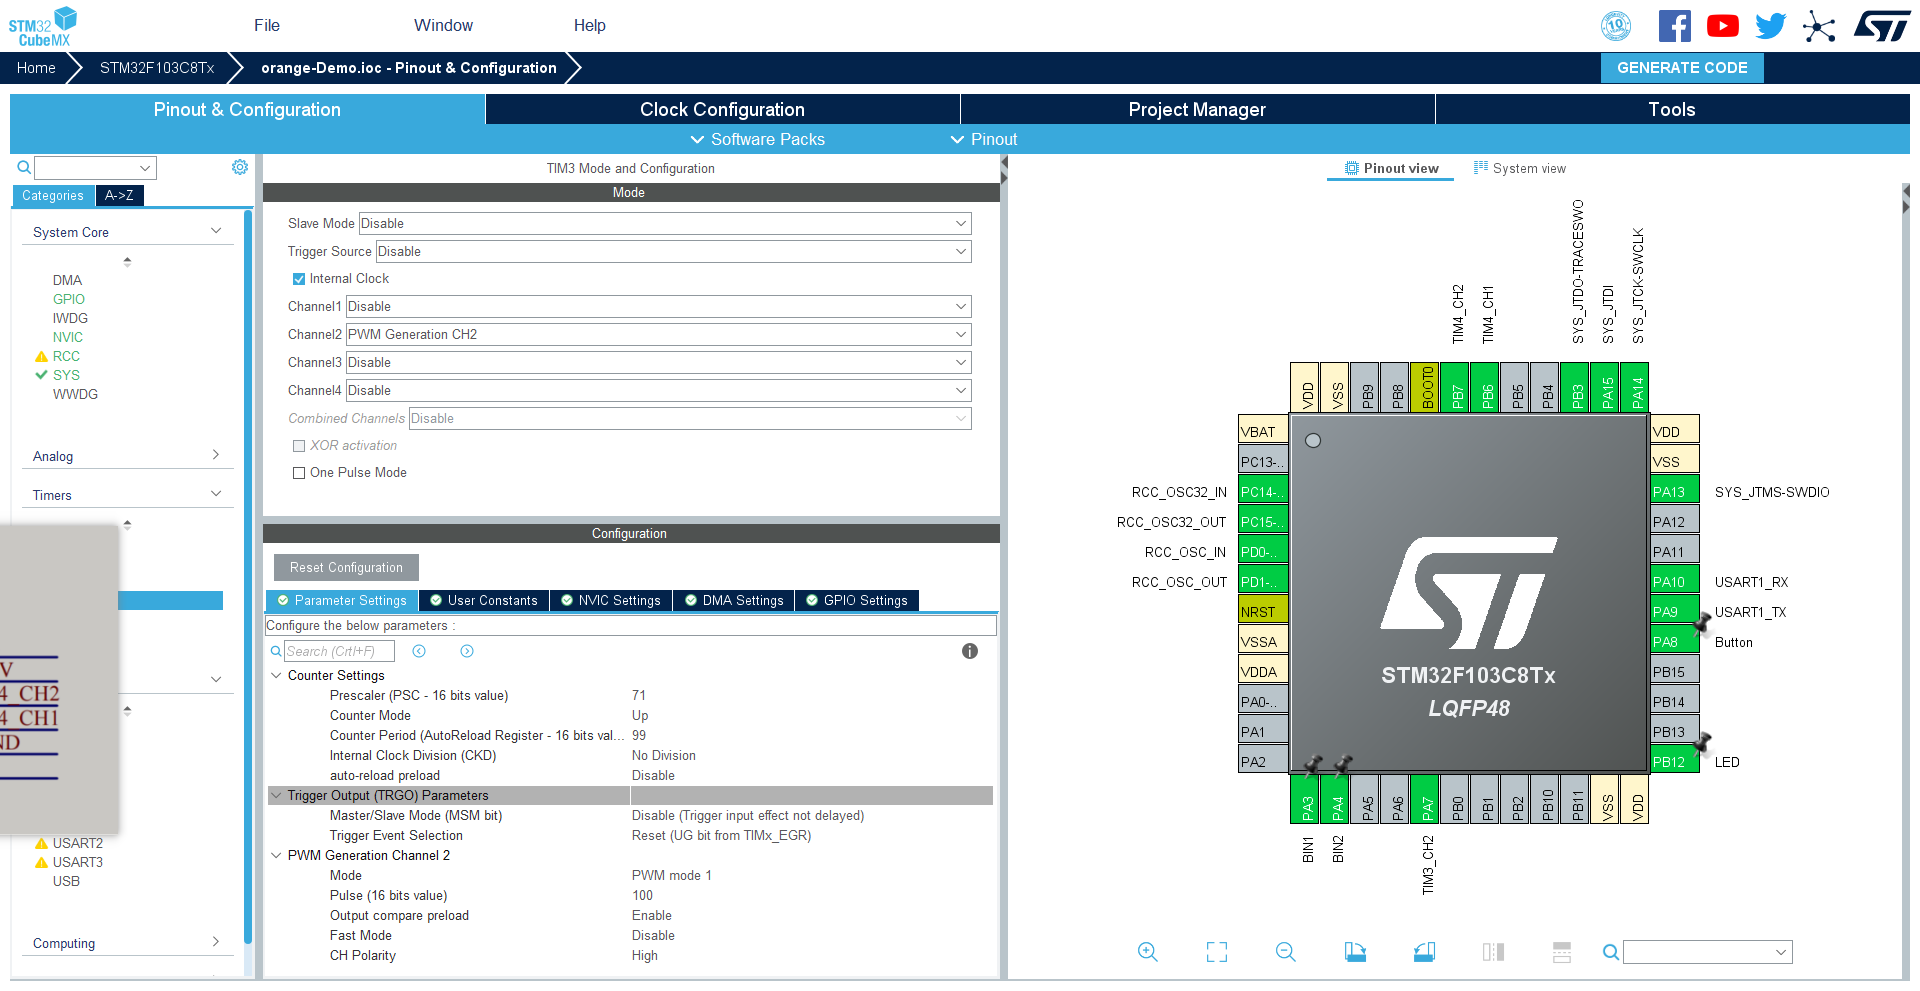 STM32
CubeMX
File
Window
Help
10
Home
STM32F103C8Tx
orange-Demo.ioc - Pinout & Configuration
GENERATE CODE
Pinout & Configuration
Clock Configuration
Project Manager
Tools
Software Packs
Pinout
Categories
A->Z
System Core
DMA
GPIO
IWDG
NVIC
RCC
SYS
WWDG
Analog
Timers
V
4_CH2
4_CH1
ND
USART2
USART3
USB
Computing
TIM3 Mode and Configuration
Mode
Slave Mode Disable
Trigger Source Disable
Internal Clock
Channel1 Disable
Channel2 PWM Generation CH2
Channel3 Disable
Channel4 Disable
Combined Channels Disable
XOR activation
One Pulse Mode
Configuration
Reset Configuration
Parameter Settings
User Constants
NVIC Settings
DMA Settings
GPIO Settings
Configure the below parameters :
Search (Crtl+F)
Counter Settings
Prescaler (PSC - 16 bits value) 71
Counter Mode Up
Counter Period (AutoReload Register - 16 bits val... 99
Internal Clock Division (CKD) No Division
auto-reload preload Disable
Trigger Output (TRGO) Parameters
Master/Slave Mode (MSM bit) Disable (Trigger input effect not delayed)
Trigger Event Selection Reset (UG bit from TIMx_EGR)
PWM Generation Channel 2
Mode PWM mode 1
Pulse (16 bits value) 100
Output compare preload Enable
Fast Mode Disable
CH Polarity High
Pinout view
System view
TIM4_CH2
TIM4_CH1
SYS_JTDO-TRACESWO
SYS_JTDI
SYS_JTCK-SWCLK
VDD
VSS
PB9
PB8
BOOT0
PB7
PB6
PB5
PB4
PB3
PA15
PA14
VBAT
PC13-..
RCC_OSC32_IN PC14-..
RCC_OSC32_OUT PC15-..
RCC_OSC_IN PD0-..
RCC_OSC_OUT PD1-..
NRST
VSSA
VDDA
PA0-..
PA1
PA2
ST
STM32F103C8Tx
LQFP48
VDD
VSS
PA13 SYS_JTMS-SWDIO
PA12
PA11
PA10 USART1_RX
PA9 USART1_TX
PA8 Button
PB15
PB14
PB13
PB12 LED
PA3
PA4
PA5
PA6
PA7
PB0
PB1
PB2
PB10
PB11
VSS
VDD
BIN1
BIN2
TIM3_CH2